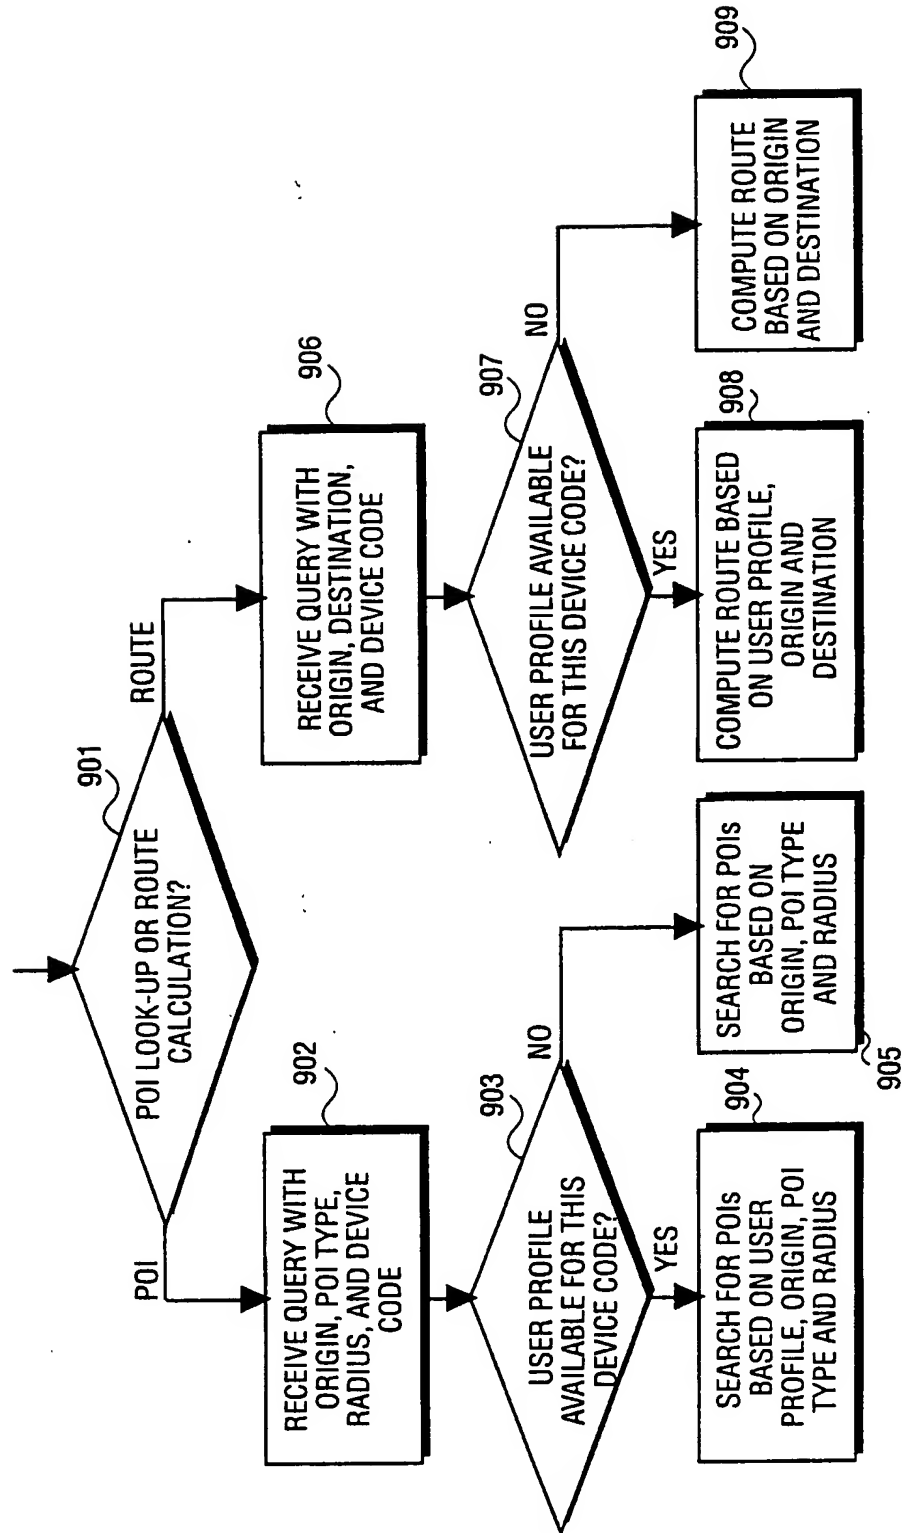 901
POI LOOK-UP OR ROUTE
CALCULATION?
POI
ROUTE
902
RECEIVE QUERY WITH
ORIGIN, POI TYPE,
RADIUS, AND DEVICE
CODE
903
USER PROFILE
AVAILABLE FOR THIS
DEVICE CODE?
NO
YES
904
SEARCH FOR POIs
BASED ON USER
PROFILE, ORIGIN, POI
TYPE AND RADIUS
SEARCH FOR POIs
BASED ON
ORIGIN, POI TYPE
AND RADIUS
905
906
RECEIVE QUERY WITH
ORIGIN, DESTINATION,
AND DEVICE CODE
907
USER PROFILE AVAILABLE
FOR THIS DEVICE CODE?
NO
YES
908
COMPUTE ROUTE BASED
ON USER PROFILE,
ORIGIN AND
DESTINATION
909
COMPUTE ROUTE
BASED ON ORIGIN
AND DESTINATION